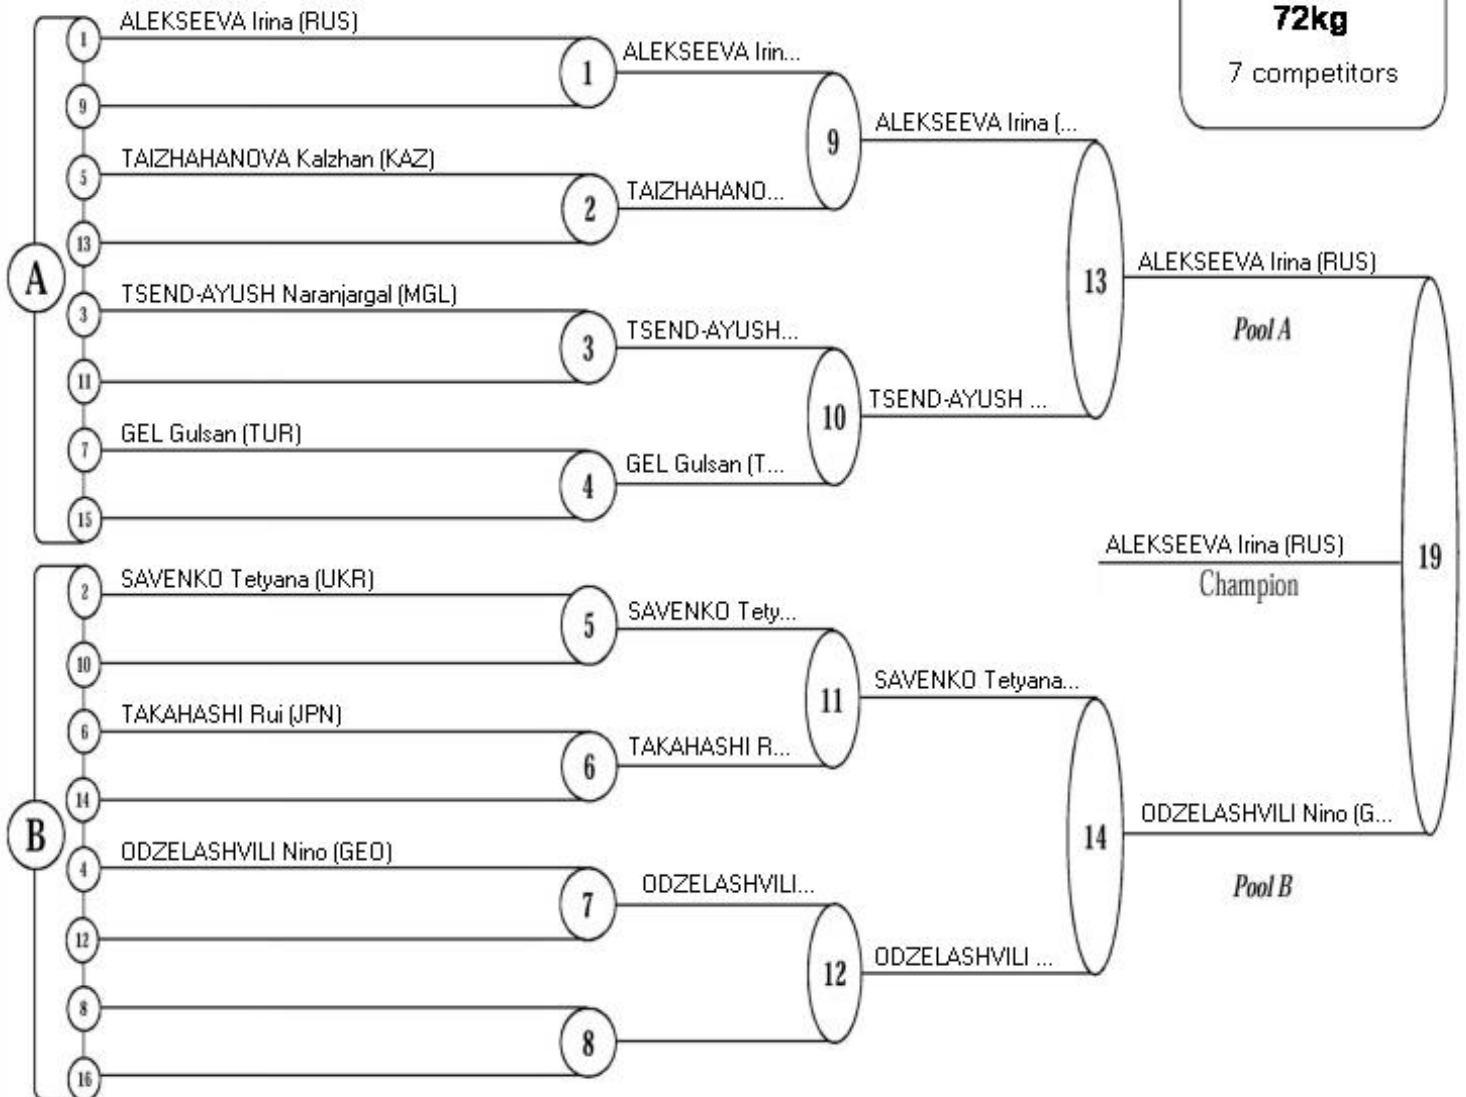 72kg
7 competitors
ALEKSEEVA Irina (RUS)
1
1
ALEKSEEVA Irin...
9
9
ALEKSEEVA Irina (...
TAIZHAHANOVA Kalzhan (KAZ)
5
2
TAIZHAHANO...
13
A
13
ALEKSEEVA Irina (RUS)
TSEND-AYUSH Naranjargal (MGL)
3
3
TSEND-AYUSH...
Pool A
11
10
TSEND-AYUSH ...
GEL Gulsan (TUR)
7
4
GEL Gulsan (T...
15
ALEKSEEVA Irina (RUS)
19
Champion
SAVENKO Tetyana (UKR)
2
5
SAVENKO Tety...
10
11
SAVENKO Tetyana...
TAKAHASHI Rui (JPN)
6
6
TAKAHASHI R...
14
B
14
ODZELASHVILI Nino (G...
ODZELASHVILI Nino (GEO)
4
7
ODZELASHVILI...
Pool B
12
12
ODZELASHVILI ...
8
8
16